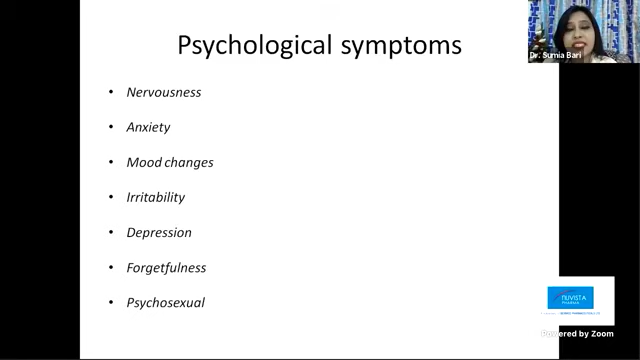 Psychological symptoms
Dr. Sumia Bari
• Nervousness
• Anxiety
• Mood changes
• Irritability
• Depression
• Forgetfulness
• Psychosexual
NUVISTA
PHARMA
Powered by Zoom